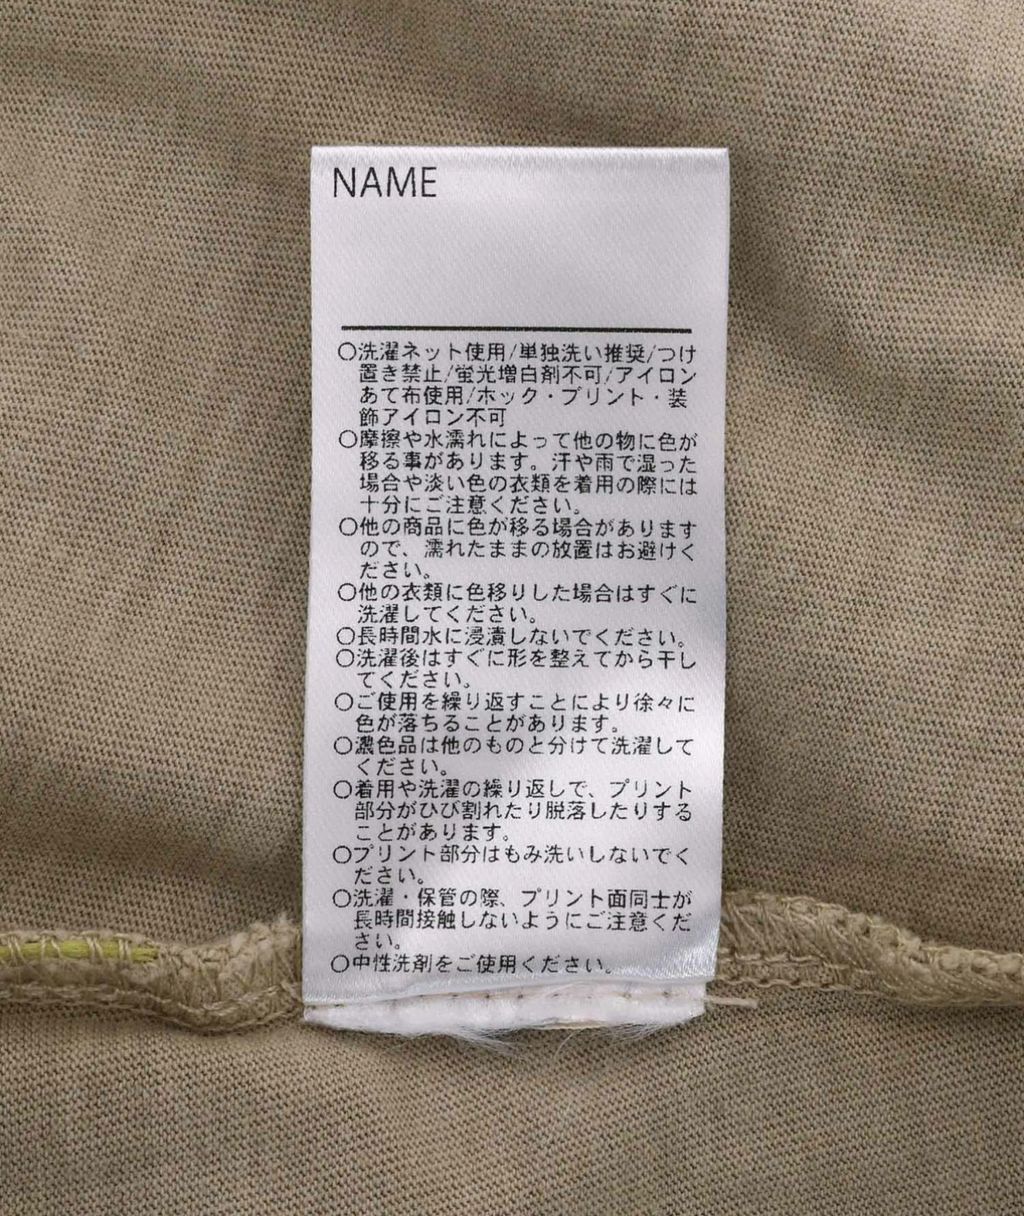 NAME
○洗濯ネット使用/単独洗い推奨/つけ
置き禁止/蛍光増白剤不可/アイロン
あて布使用/ホック・プリント・装
飾アイロン不可
○摩擦や水濡れによって他の物に色が
移る事があります。汗や雨で湿った
場合や淡い色の衣類を着用の際には
十分にご注意ください。
○他の商品に色が移る場合があります
ので、濡れたままの放置はお避けく
ださい。
○他の衣類に色移りした場合はすぐに
洗濯してください。
○長時間水に浸漬しないでください。
○洗濯後はすぐに形を整えてから干し
てください。
○ご使用を繰り返すことにより徐々に
色が落ちることがあります。
○濃色品は他のものと分けて洗濯して
ください。
○着用や洗濯の繰り返しで、プリント
部分がひび割れたり脱落したりする
ことがあります。
○プリント部分はもみ洗いしないでく
ださい。
○洗濯・保管の際、プリント面同士が
長時間接触しないようにご注意くだ
さい。
○中性洗剤をご使用ください。